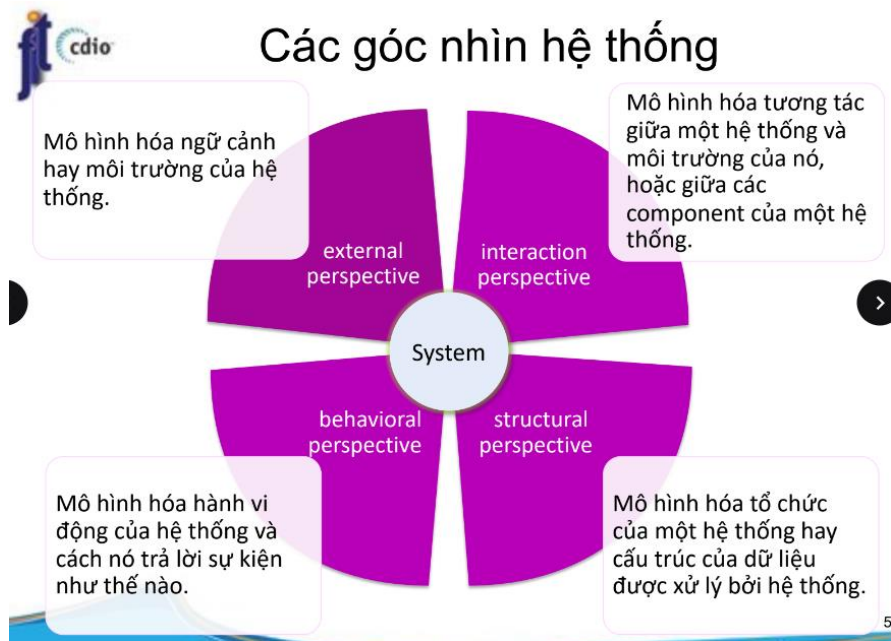 fit
cdio
Các góc nhìn hệ thống
Mô hình hóa ngữ cảnh
hay môi trường của hệ
thống.
Mô hình hóa tương tác
giữa một hệ thống và
môi trường của nó,
hoặc giữa các
component của một hệ
thống.
external
perspective
interaction
perspective
System
behavioral
perspective
structural
perspective
Mô hình hóa hành vi
động của hệ thống và
cách nó trả lời sự kiện
như thế nào.
Mô hình hóa tổ chức
của một hệ thống hay
cấu trúc của dữ liệu
được xử lý bởi hệ thống.
5